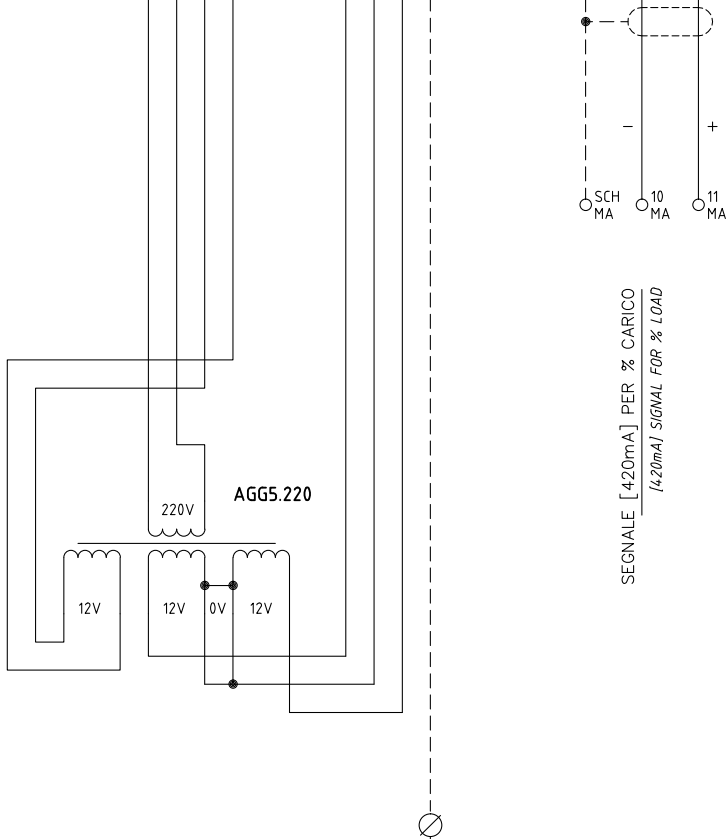 - +
SCH
MA
10
MA
11
MA
SEGNALE [420mA] PER % CARICO
[420mA] SIGNAL FOR % LOAD
AGG5.220
220V
12V
12V
0V
12V